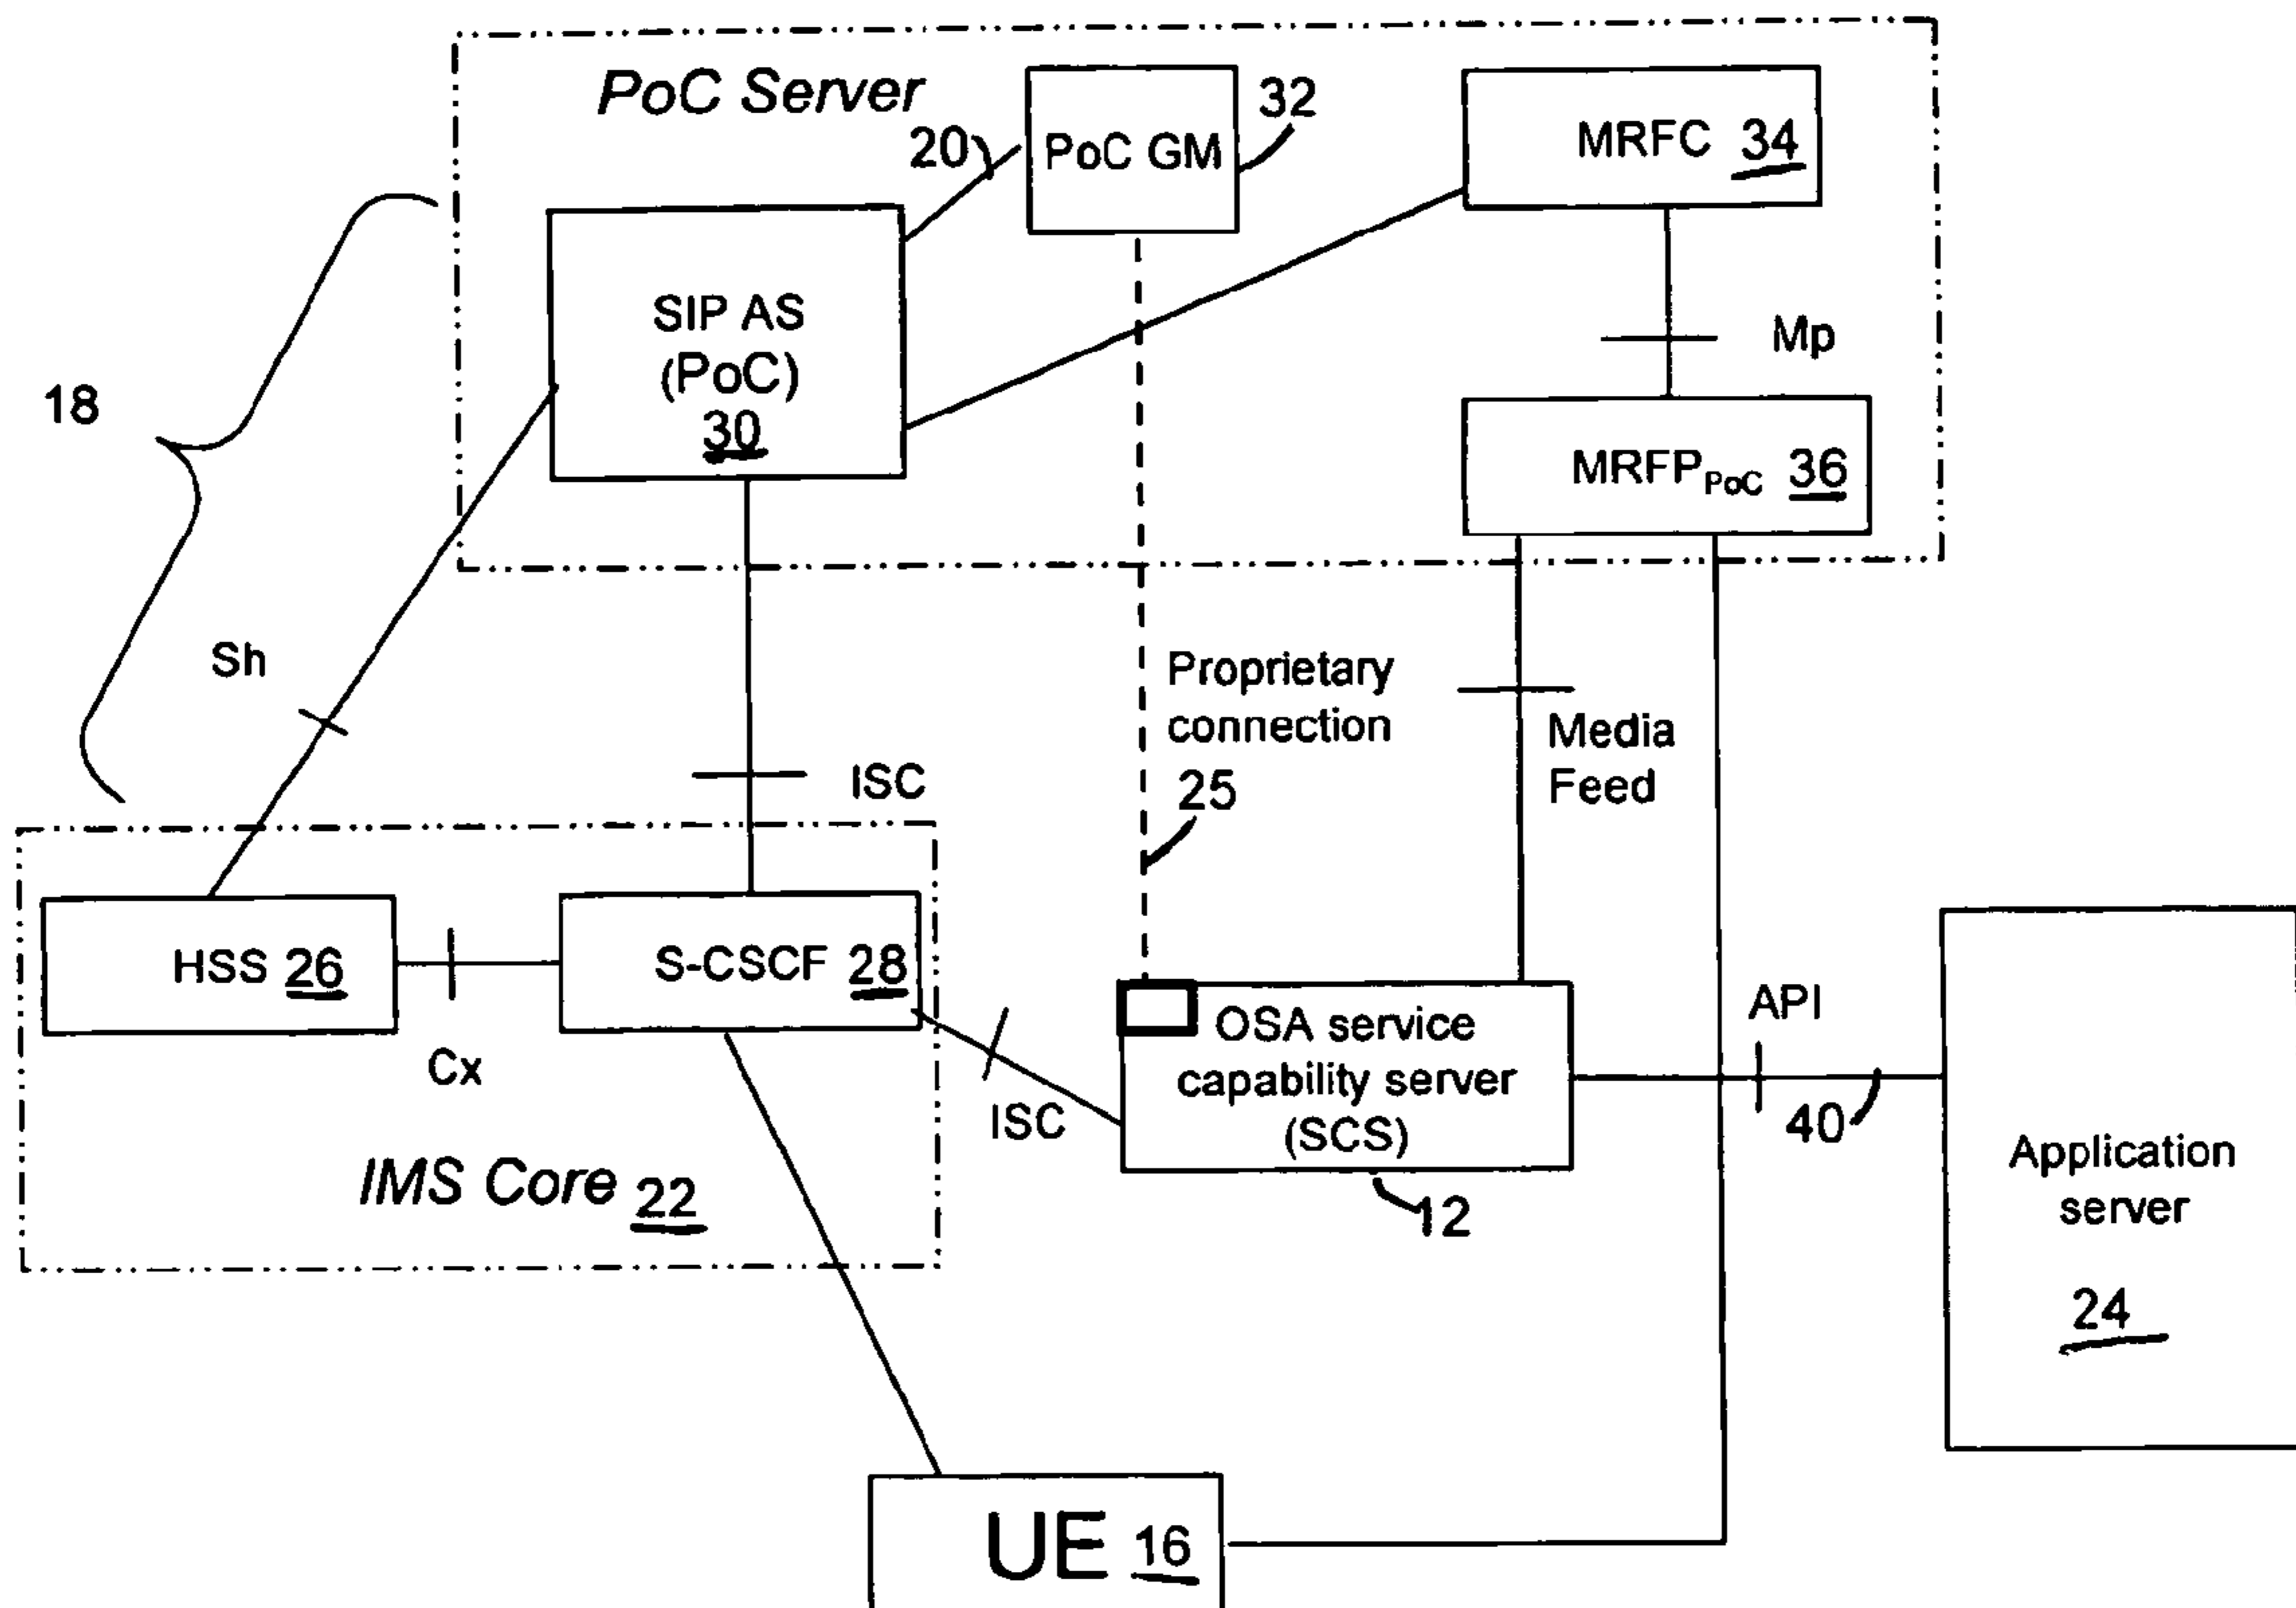 PoC Server
20
PoC GM
32
MRFC 34
SIP AS
(PoC)
30
Mp
MRFPPoC 36
18
Sh
ISC
Proprietary
connection
25
Media
Feed
HSS 26
S-CSCF 28
Cx
ISC
OSA service
capability server
(SCS)
12
API
40
Application
server
24
IMS Core 22
UE 16